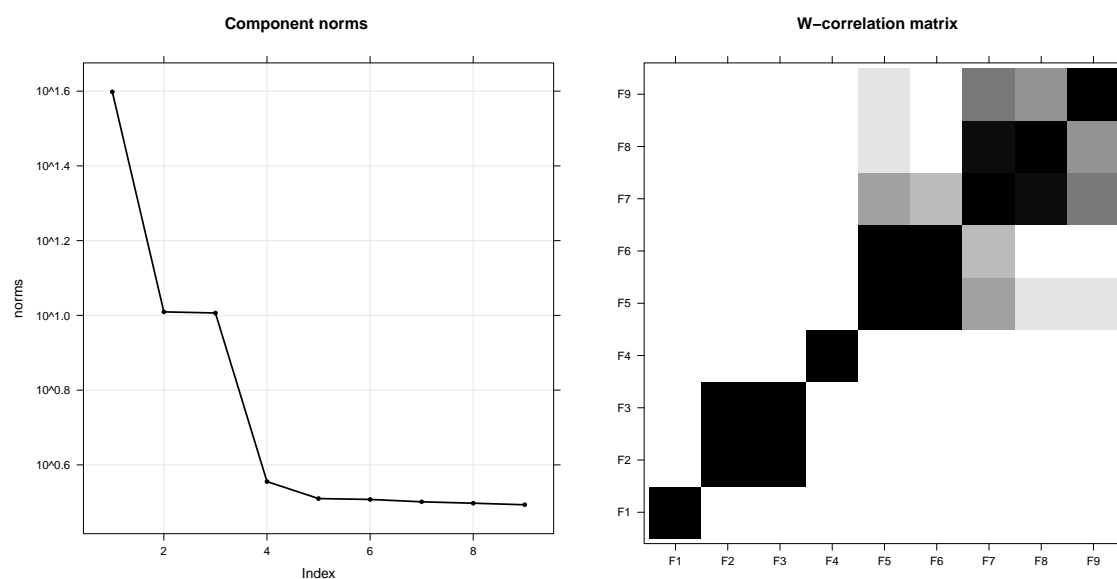 Component norms
10^1.6
10^1.4
10^1.2
10^1.0
10^0.8
10^0.6
norms
2 4 6 8
Index
W−correlation matrix
F9
F8
F7
F6
F5
F4
F3
F2
F1
F1 F2 F3 F4 F5 F6 F7 F8 F9